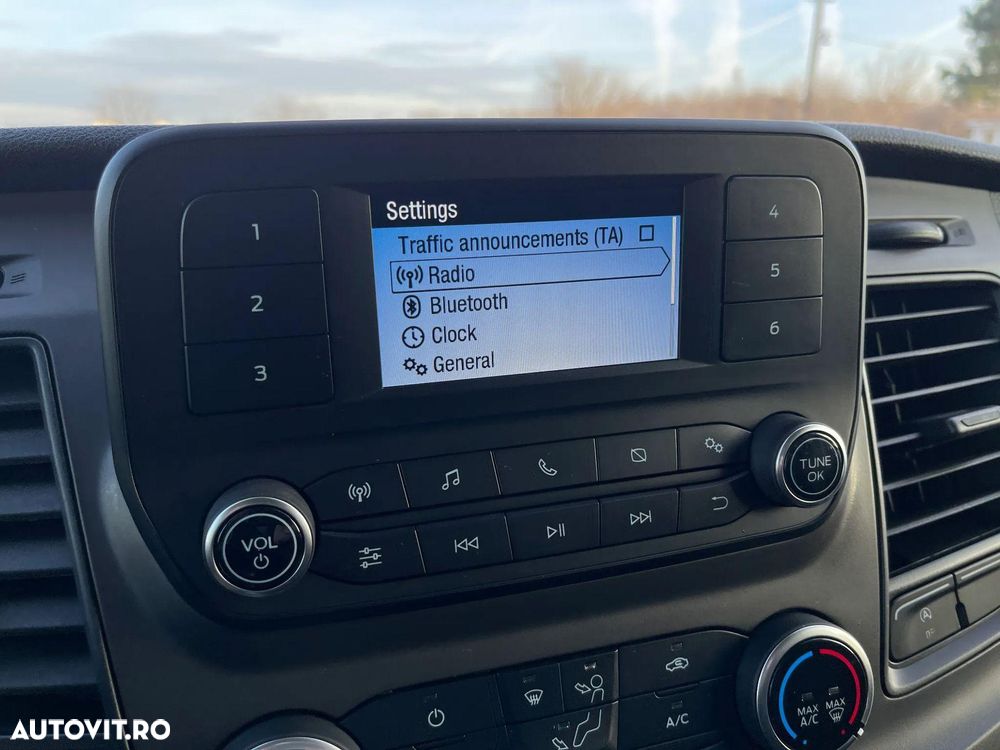 Settings
Traffic announcements (TA)
Radio
Bluetooth
Clock
General
1
2
3
4
5
6
VOL
TUNE
OK
MAX
A/C
MAX
A/C
AUTOVIT.RO